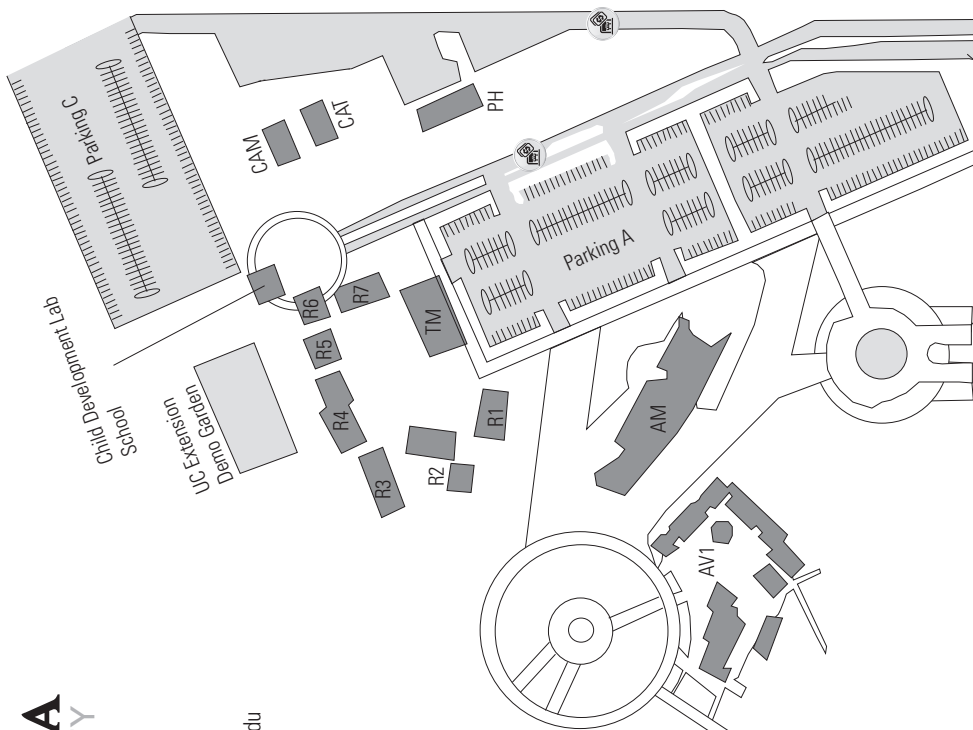 A
Y
Child Development Lab
School
Parking C
UC Extension
Demo Garden
du
CAM
R6
R5
R4
CAT
R7
R3
TM
R2
R1
PH
Parking A
AM
AV1